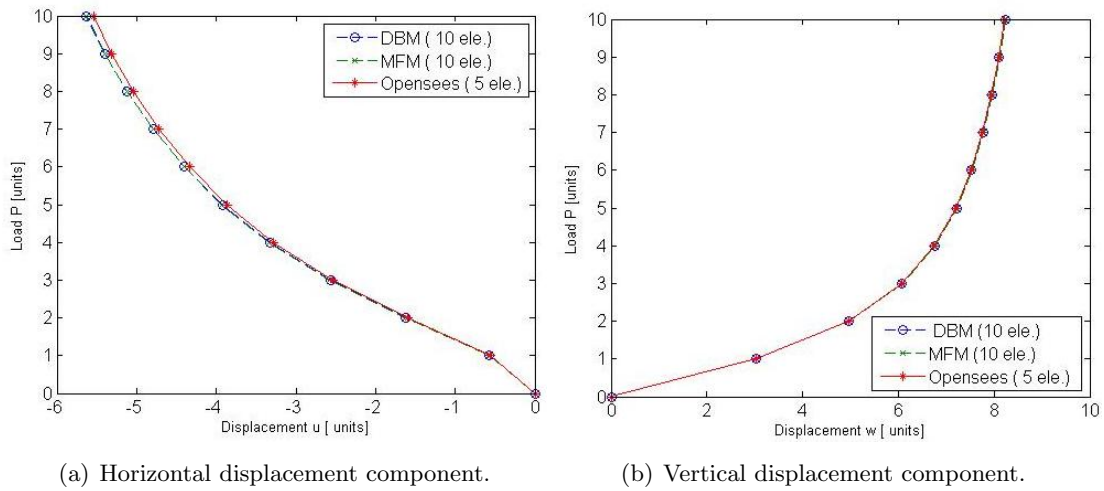 10
9
8
7
6
5
4
3
2
1
0
Load P [units]
DBM ( 10 ele.)
MFM ( 10 ele.)
Opensees ( 5 ele.)
-6 -5 -4 -3 -2 -1 0
Displacement u [ units]
(a) Horizontal displacement component.
10
9
8
7
6
5
4
3
2
1
0
Load P [units]
DBM (10 ele.)
MFM (10 ele.)
Opensees ( 5 ele.)
0 2 4 6 8 10
Displacement w [ units]
(b) Vertical displacement component.